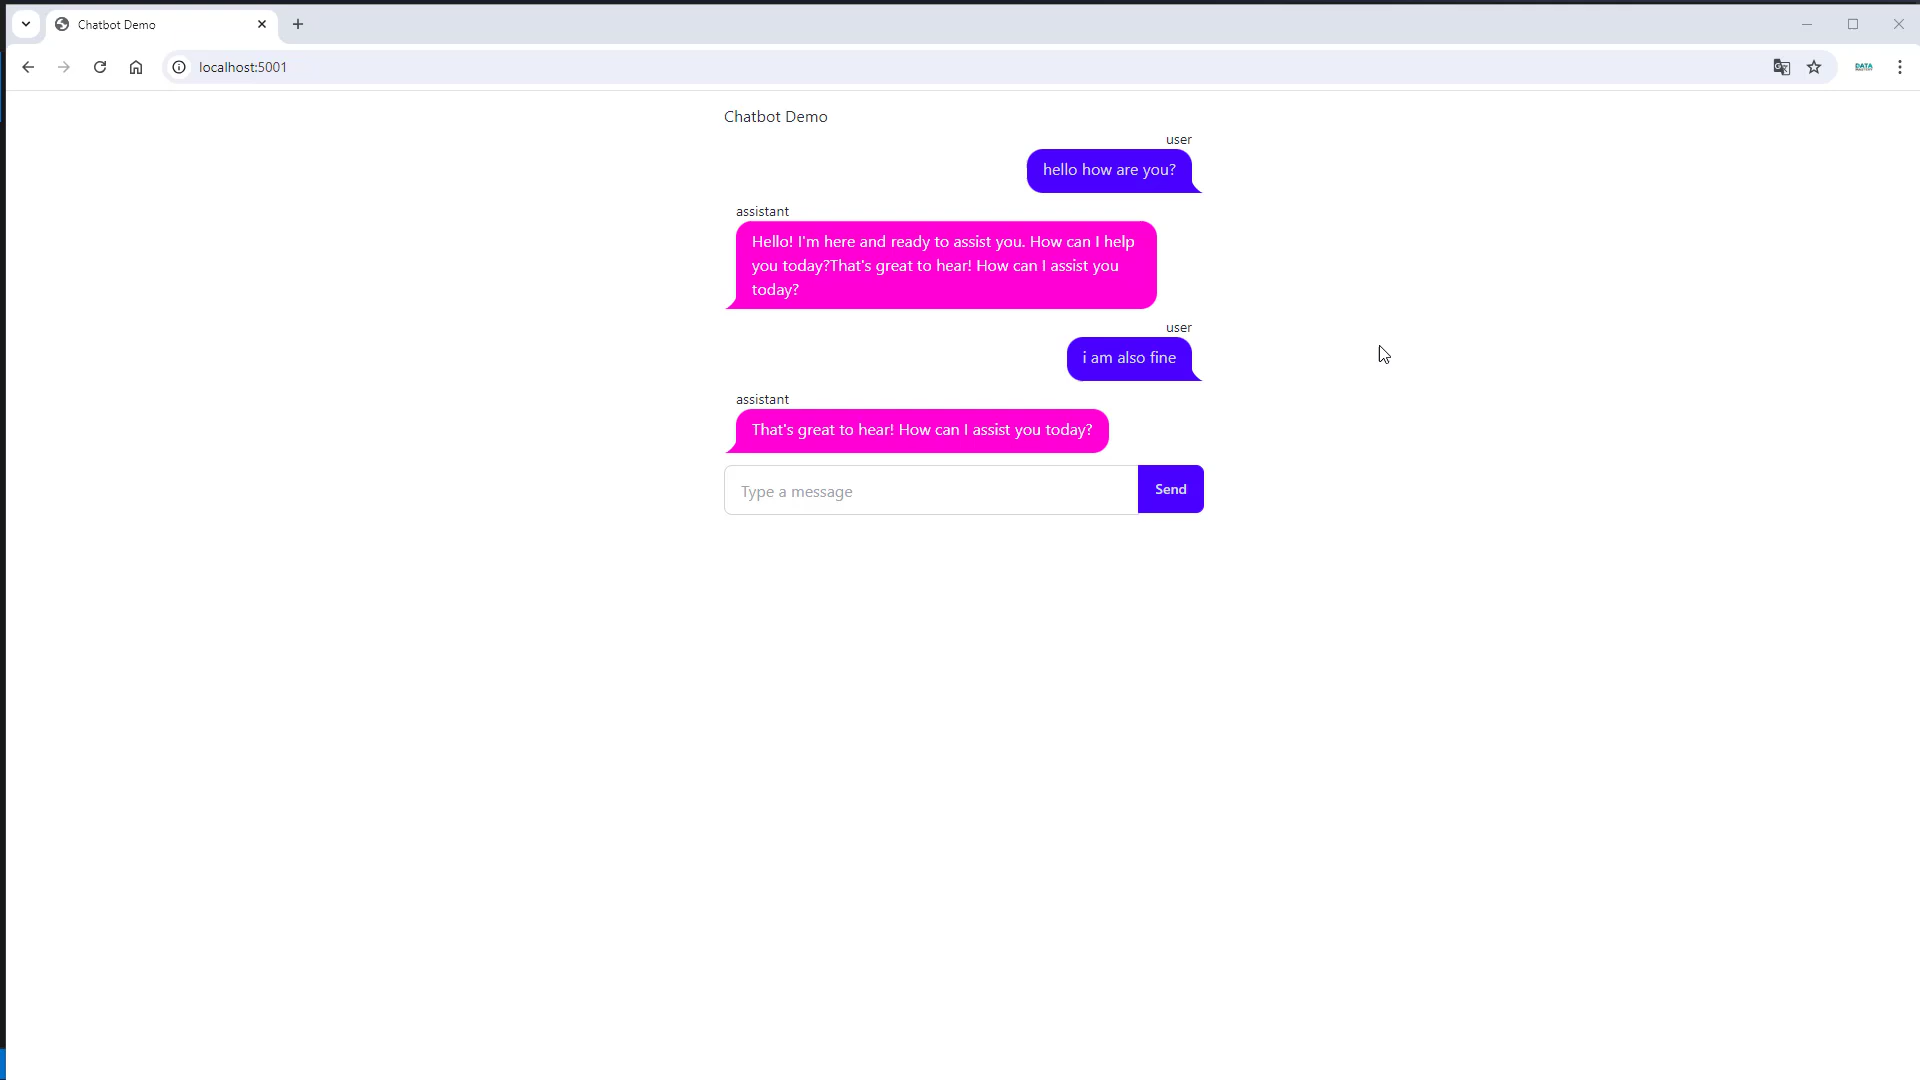 Chatbot Demo
localhost:5001
DATA
Chatbot Demo
user
hello how are you?
assistant
Hello! I'm here and ready to assist you. How can I help
you today?That's great to hear! How can I assist you
today?
user
i am also fine
assistant
That's great to hear! How can I assist you today?
Type a message
Send